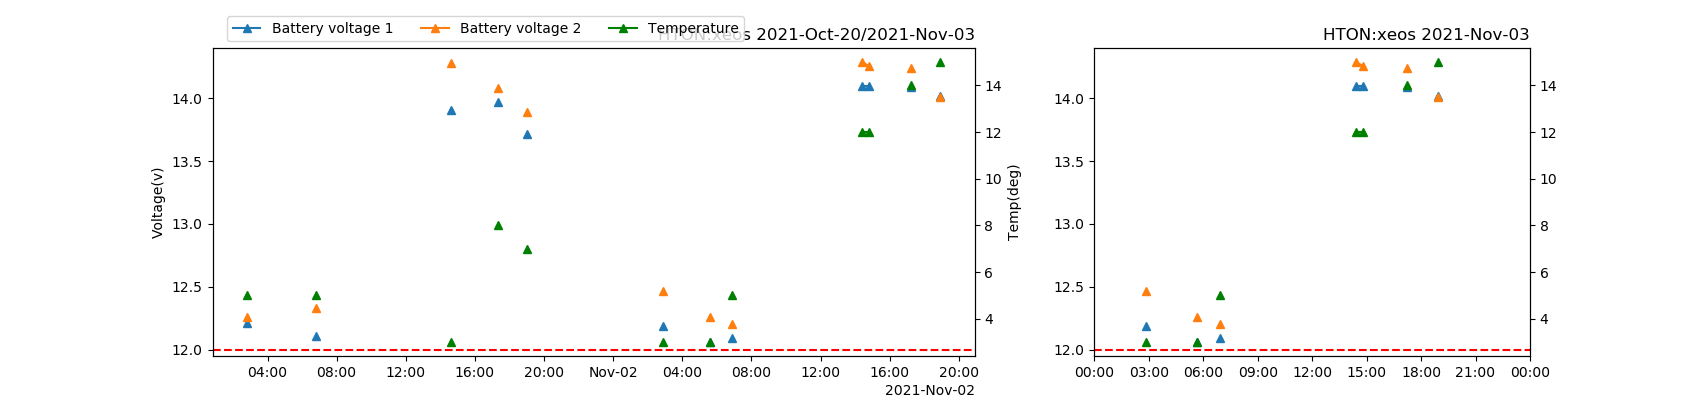 Battery voltage 1 Battery voltage 2 Temperature
HTON:xeos 2021-Oct-20/2021-Nov-03
HTON:xeos 2021-Nov-03
Voltage(v)
14.0
13.5
13.0
12.5
12.0
04:00 08:00 12:00 16:00 20:00 Nov-02 04:00 08:00 12:00 16:00 20:00
2021-Nov-02
14
12
10
8
6
4
Temp(deg)
14.0
13.5
13.0
12.5
12.0
00:00 03:00 06:00 09:00 12:00 15:00 18:00 21:00 00:00
14
12
10
8
6
4